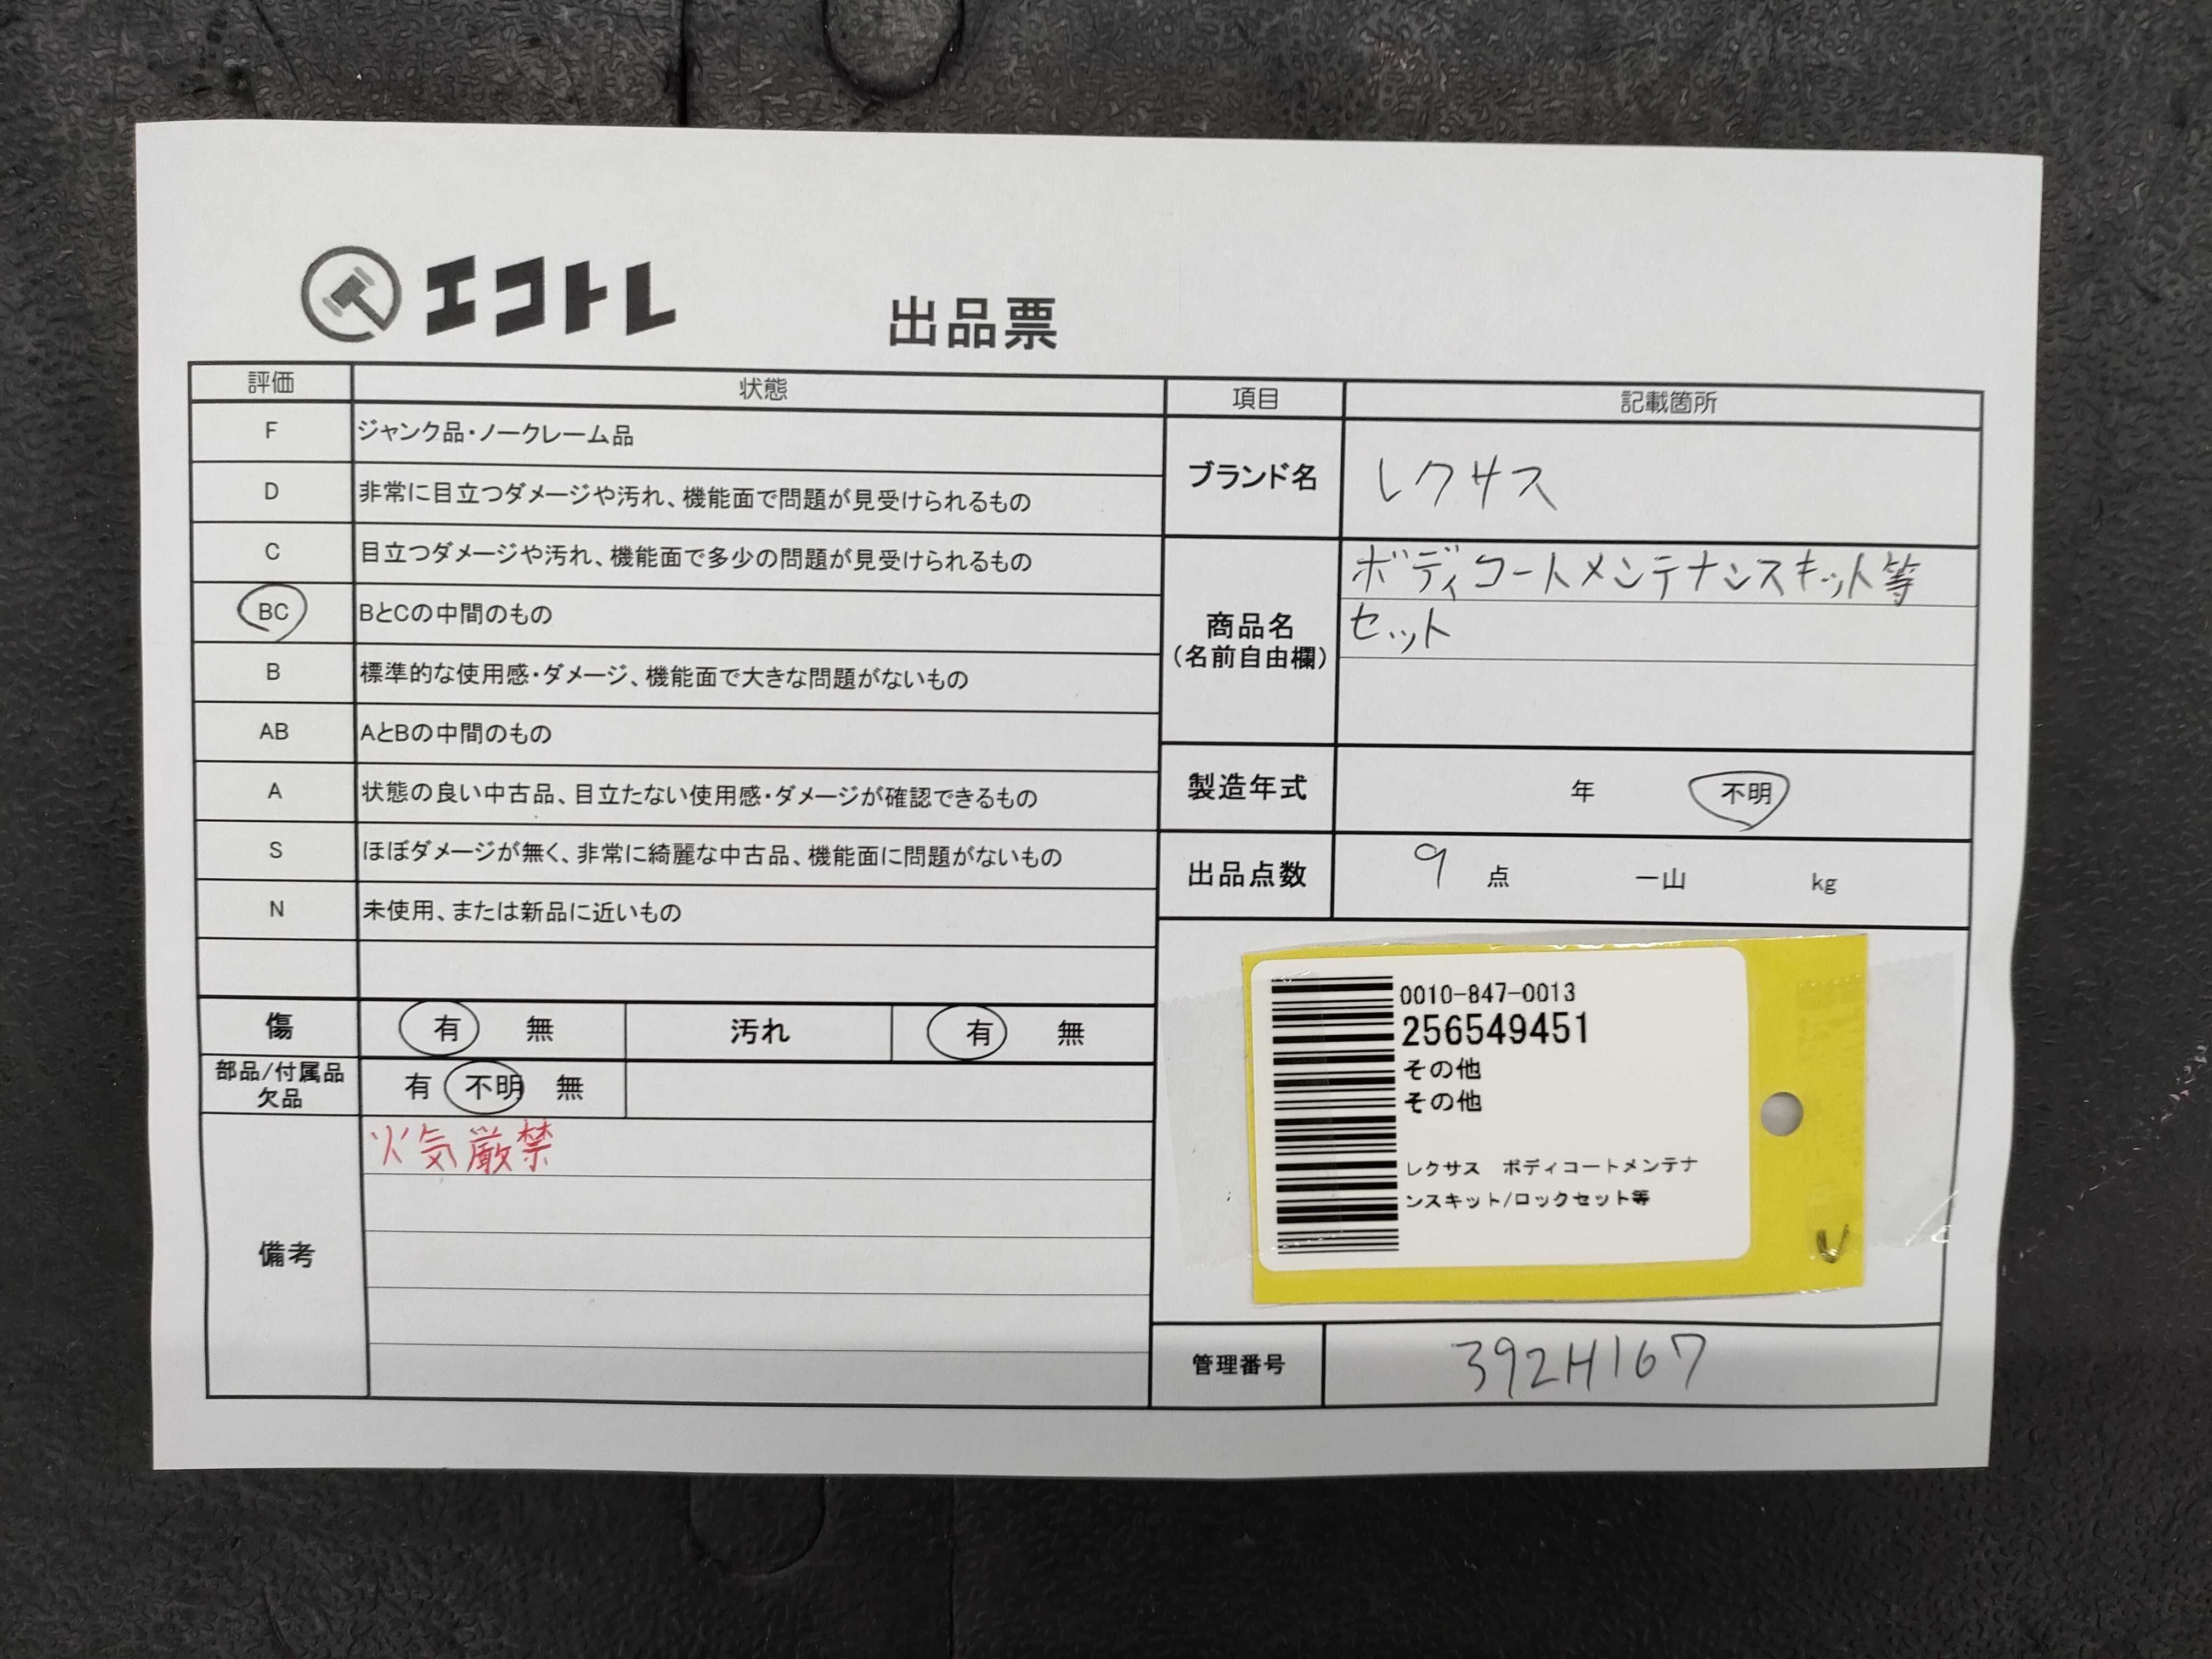 エコトレ
出品票
評価 状態
F ジャンク品・ノークレーム品
D 非常に目立つダメージや汚れ、機能面で問題が見受けられるもの
C 目立つダメージや汚れ、機能面で多少の問題が見受けられるもの
BC BとCの中間のもの
B 標準的な使用感・ダメージ、機能面で大きな問題がないもの
AB AとBの中間のもの
A 状態の良い中古品、目立たない使用感・ダメージが確認できるもの
S ほぼダメージが無く、非常に綺麗な中古品、機能面に問題がないもの
N 未使用、または新品に近いもの
傷 有 無 汚れ 有 無
部品/付属品
欠品
有 不明 無
備考
火気厳禁
項目 記載箇所
ブランド名 レクサス
商品名
(名前自由欄)
ボディコートメンテナンスキット等
セット
製造年式 年 不明
出品点数 9 点 一山 kg
0010-847-0013
256549451
その他
その他
レクサス ボディコートメンテナ
ンスキット/ロックセット等
管理番号 392H167